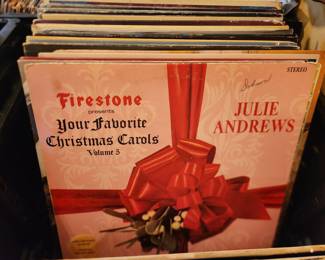 STEREO
Firestone
presents
Your Favorite
Christmas Carols
Volume 5
JULIE
ANDREWS